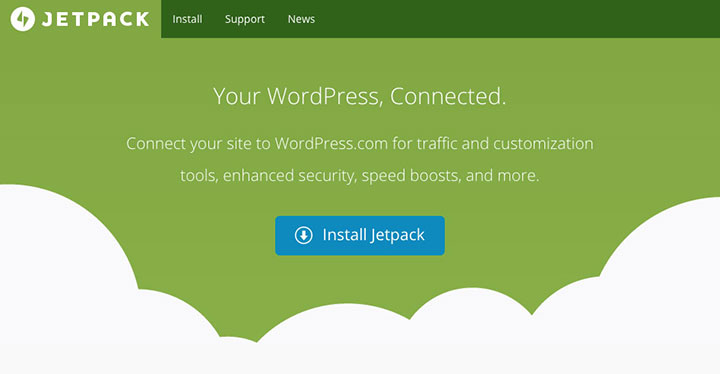 JETPACK Install Support News
Your WordPress, Connected.
Connect your site to WordPress.com for traffic and customization
tools, enhanced security, speed boosts, and more.
Install Jetpack